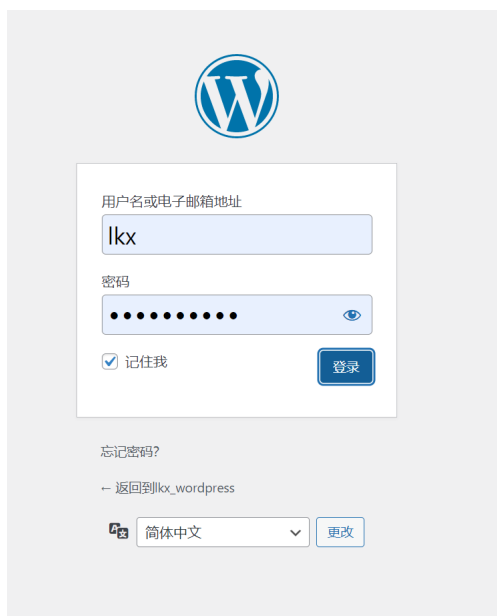 用户名或电子邮箱地址
lkx
密码
••••••••••
记住我
登录
忘记密码?
← 返回到lkx_wordpress
简体中文
更改